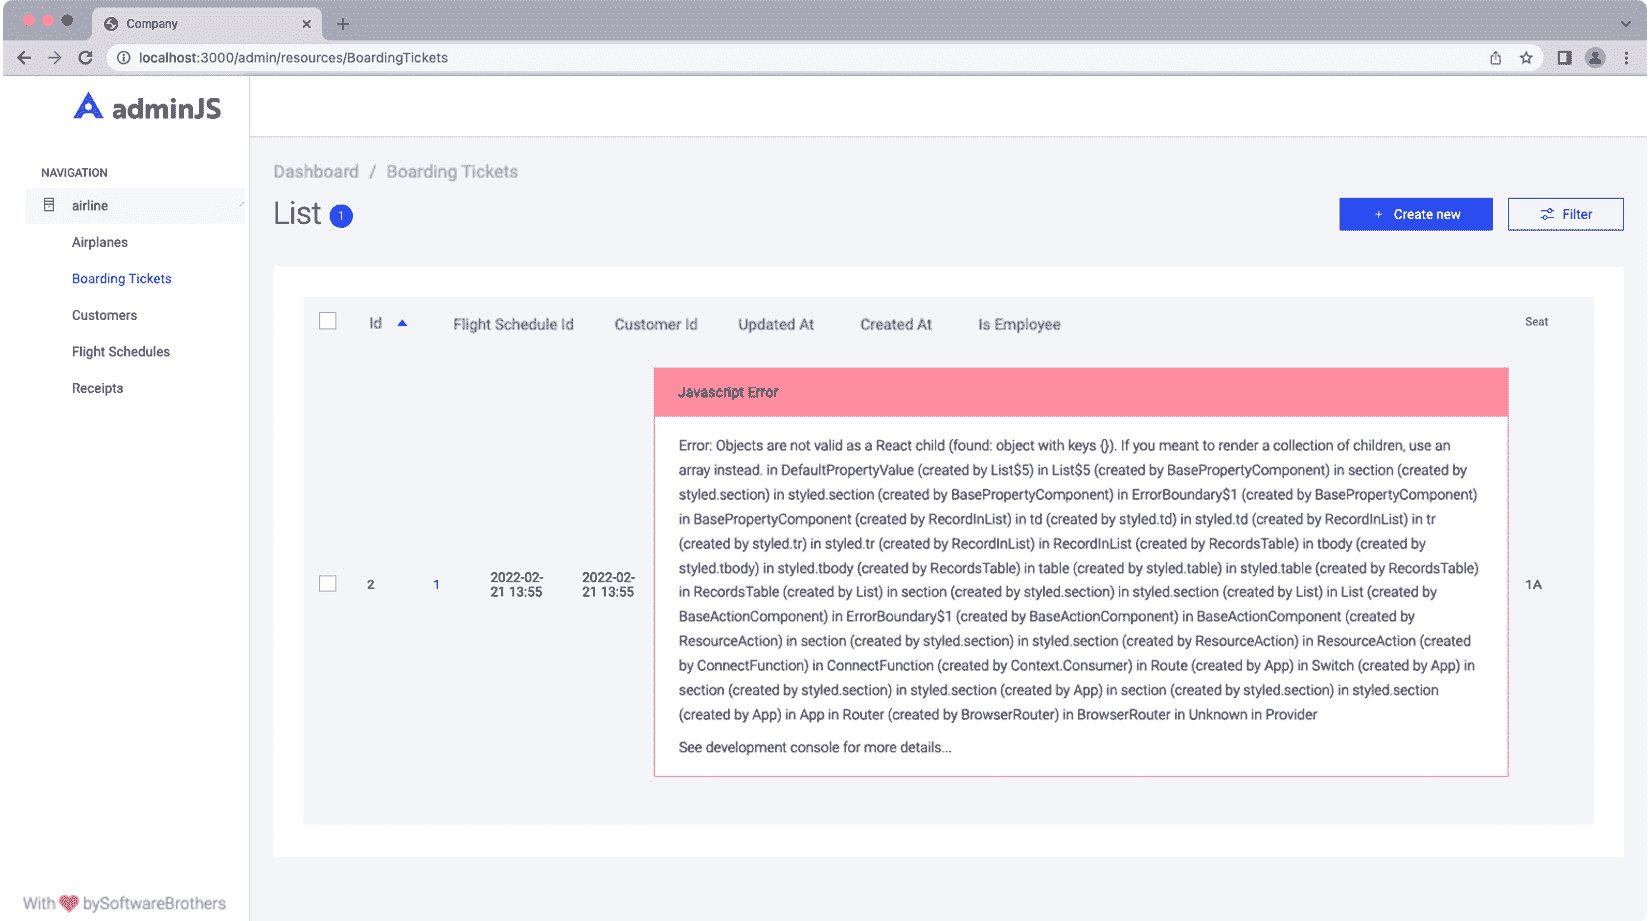 Company
localhost:3000/admin/resources/BoardingTickets
adminJS
NAVIGATION
airline
Airplanes
Boarding Tickets
Customers
Flight Schedules
Receipts
With bySoftwareBrothers
Dashboard / Boarding Tickets
List 1
+ Create new
Filter
Id Flight Schedule Id Customer Id Updated At Created At Is Employee Seat
2 1 2022-02-21 13:55 2022-02-21 13:55 1A
Javascript Error
Error: Objects are not valid as a React child (found: object with keys {}). If you meant to render a collection of children, use an
array instead. in DefaultPropertyValue (created by List$5) in List$5 (created by BasePropertyComponent) in section (created by
styled.section) in styled.section (created by BasePropertyComponent) in ErrorBoundary$1 (created by BasePropertyComponent)
in BasePropertyComponent (created by RecordInList) in td (created by styled.td) in styled.td (created by RecordInList) in tr
(created by styled.tr) in styled.tr (created by RecordInList) in RecordInList (created by RecordsTable) in tbody (created by
styled.tbody) in styled.tbody (created by RecordsTable) in table (created by styled.table) in styled.table (created by RecordsTable)
in RecordsTable (created by List) in section (created by styled.section) in styled.section (created by List) in List (created by
BaseActionComponent) in ErrorBoundary$1 (created by BaseActionComponent) in BaseActionComponent (created by
ResourceAction) in section (created by styled.section) in styled.section (created by ResourceAction) in ResourceAction (created
by ConnectFunction) in ConnectFunction (created by Context.Consumer) in Route (created by App) in Switch (created by App) in
section (created by styled.section) in styled.section (created by App) in section (created by styled.section) in styled.section
(created by App) in App in Router (created by BrowserRouter) in BrowserRouter in Unknown in Provider
See development console for more details...